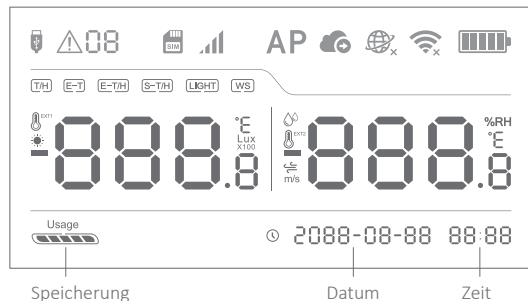 08 SIM AP
T/H E-T E-T/H S-T/H LIGHT WS
EXT1 888.8 °E Lux X100
EXT2 m/s 888.8 %RH °E
Usage
2088-08-88 88:88
Speicherung Datum Zeit